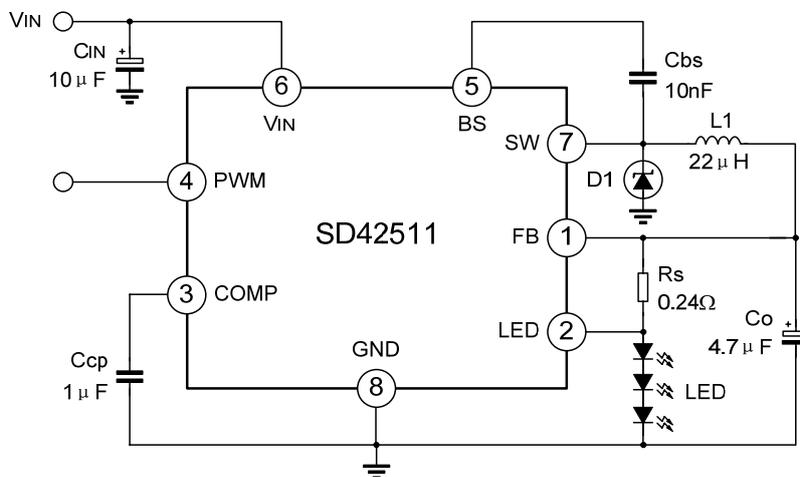 VIN
CIN
+
10μF
6
VIN
5
BS
Cbs
10nF
SW
7
L1
22μH
D1
4
PWM
SD42511
FB
1
Rs
0.24Ω
3
COMP
LED
2
Co
+
4.7μF
GND
8
Ccp
1μF
LED